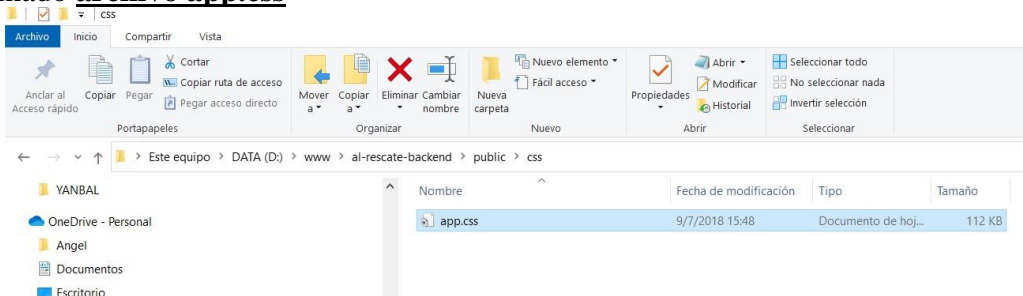 archivo app.css
css
Archivo Inicio Compartir Vista
Anclar al Acceso rápido
Copiar
Pegar
Cortar
Copiar ruta de acceso
Pegar acceso directo
Portapapeles
Mover a
Copiar a
Eliminar
Cambiar nombre
Organizar
Nueva carpeta
Nuevo elemento
Fácil acceso
Nuevo
Propiedades
Abrir
Modificar
Historial
Abrir
Seleccionar todo
No seleccionar nada
Invertir selección
Seleccionar
Este equipo > DATA (D:) > www > al-rescate-backend > public > css
YANBAL
OneDrive - Personal
Angel
Documentos
Escritorio
Nombre Fecha de modificación Tipo Tamaño
app.css 9/7/2018 15:48 Documento de hoj... 112 KB